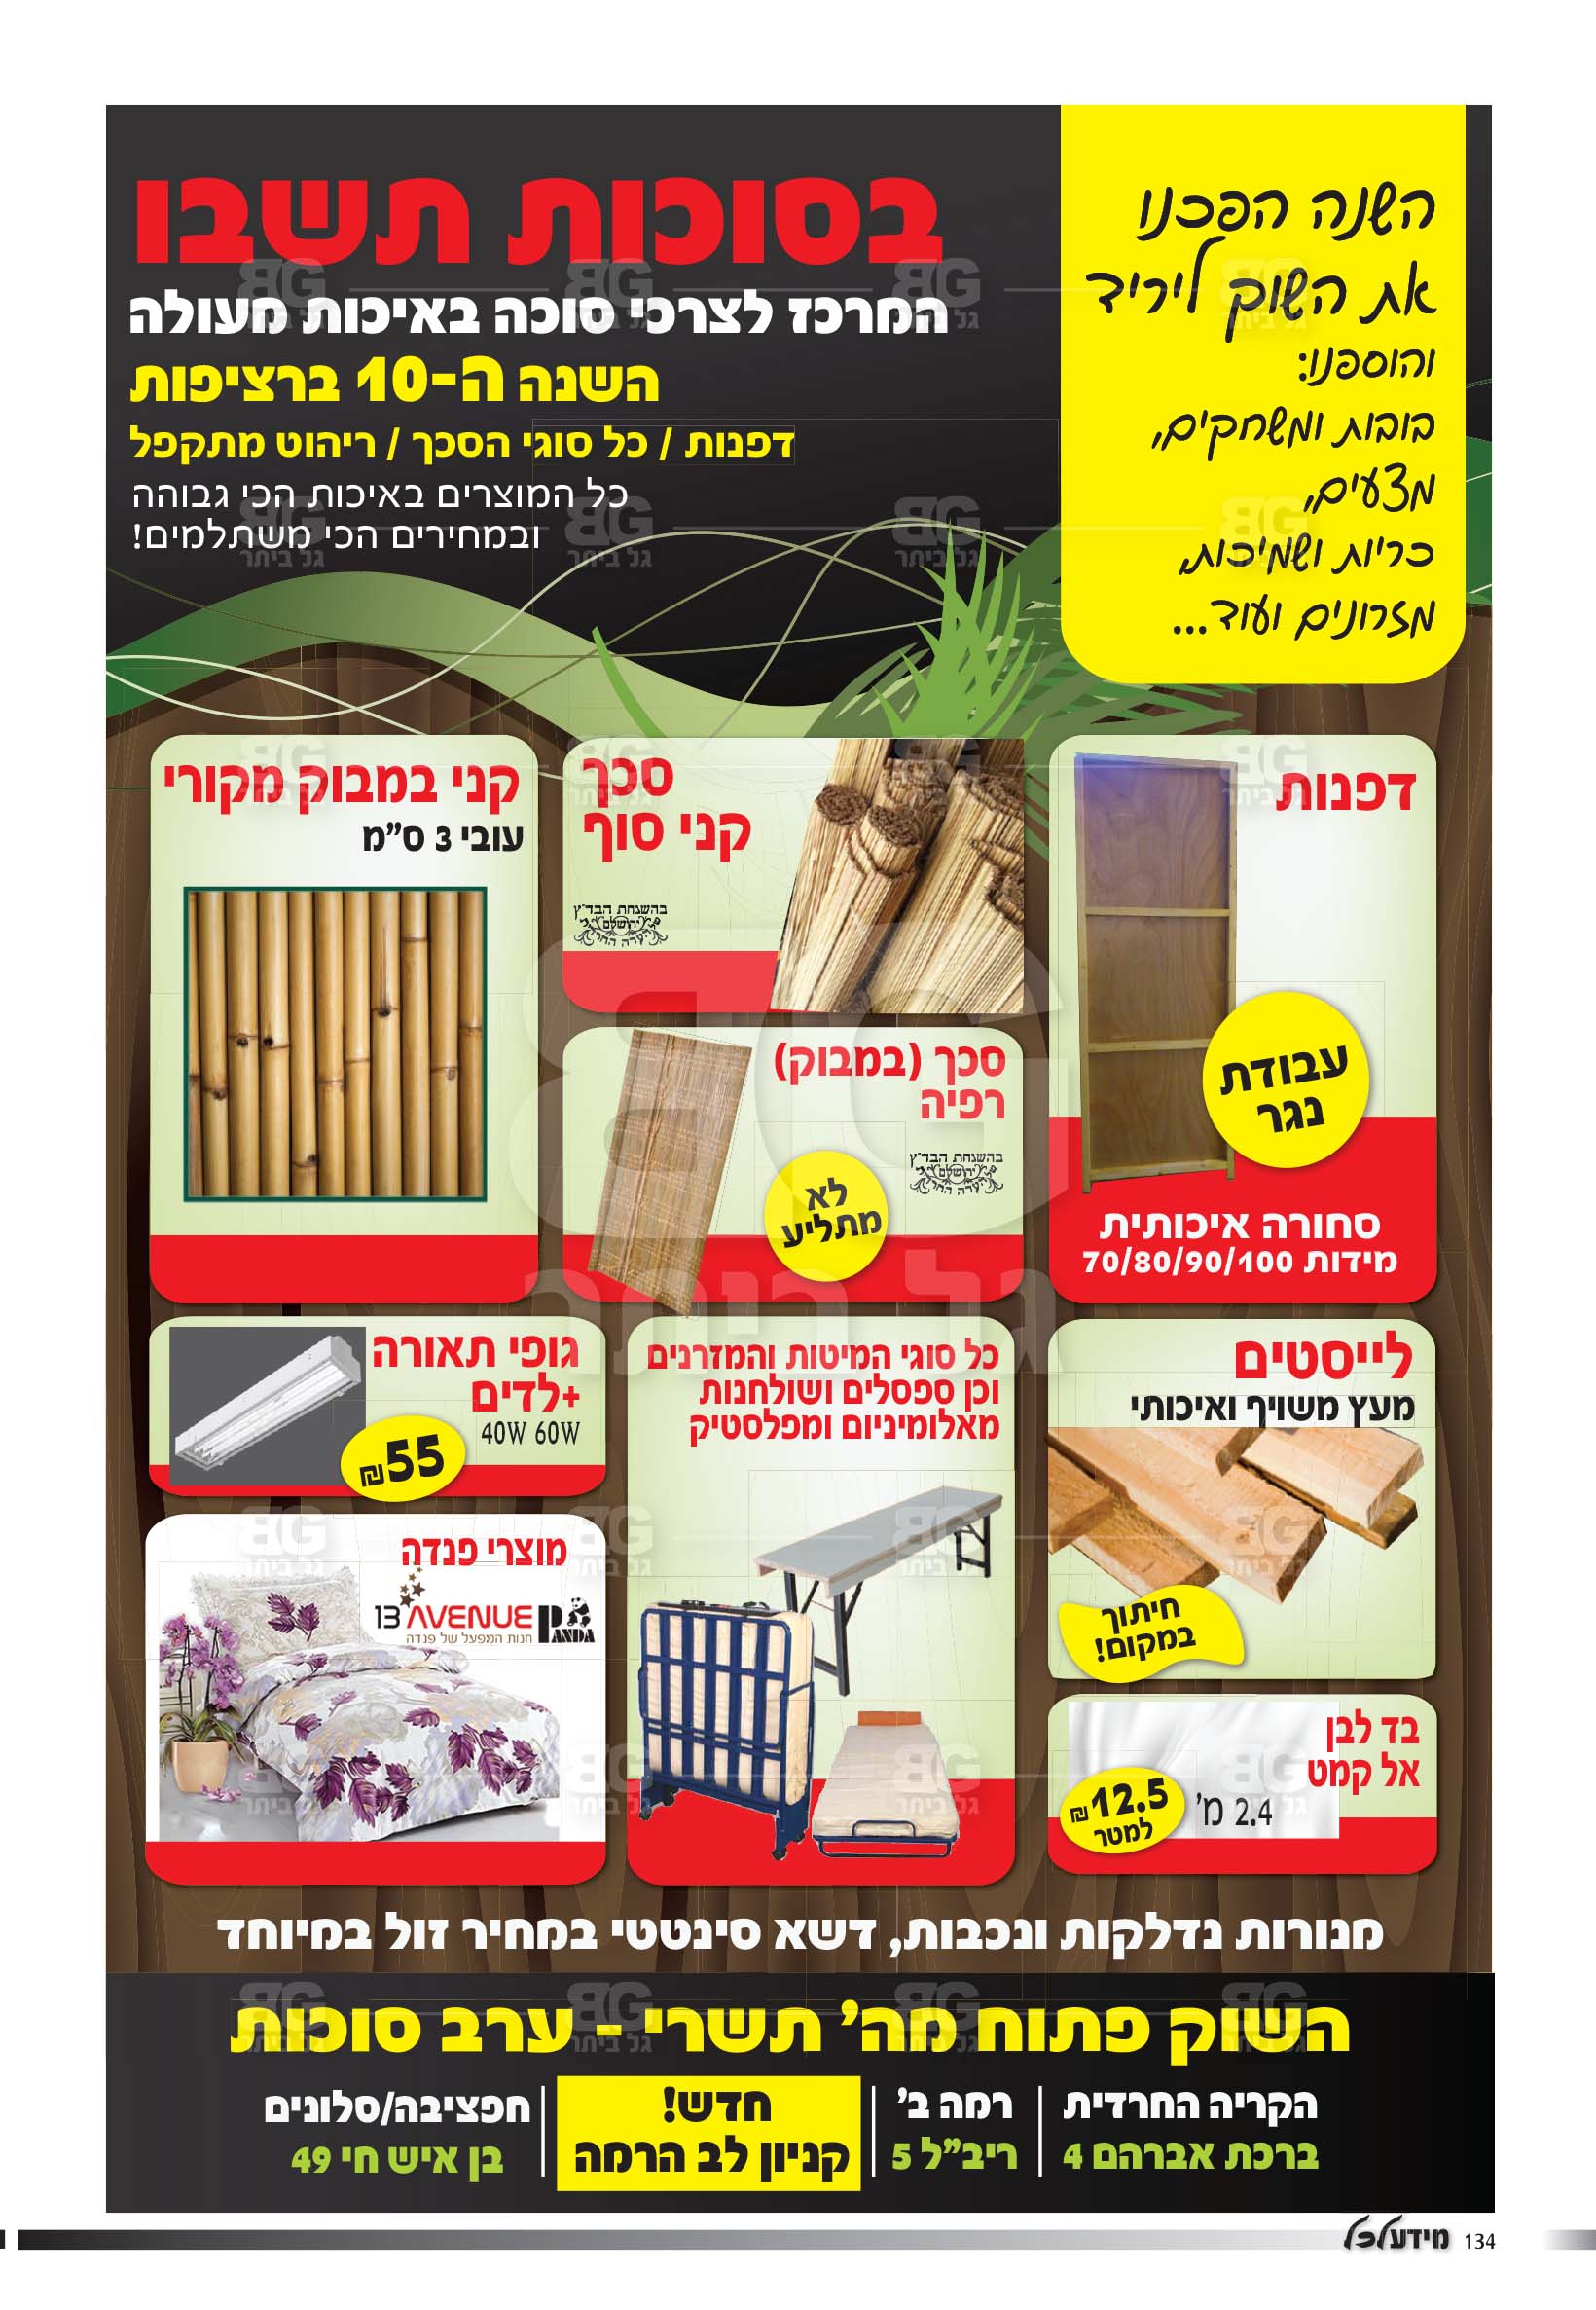 השנה הפכנו
את השוק ליריד
והוספנו:
בובות ומשחקים,
מצעים,
כריות ושמיכות,
מזרונים ועוד...
בסוכות תשבו
המרכז לצרכי סוכה באיכות מעולה
השנה ה-10 ברציפות
דפנות / כל סוגי הסכך / ריהוט מתקפל
כל המוצרים באיכות הכי גבוהה
ובמחירים הכי משתלמים!
דפנות
עבודת
נגר
סחורה איכותית
מידות 70/80/90/100
סכך
קני סוף
בהשגחת הבד"ץ
ירושלים
סכך (במבוק)
רפיה
בהשגחת הבד"ץ
ירושלים
לא
מתליע
קני במבוק מקורי
עובי 3 ס"מ
לייסטים
מעץ משויף ואיכותי
חיתוך
במקום!
כל סוגי המיטות והמזרנים
וכן ספסלים ושולחנות
מאלומיניום ומפלסטיק
גופי תאורה
+לדים
40W 60W
55₪
בד לבן
אל קמט
2.4 מ'
12.5₪
למטר
מוצרי פנדה
13 AVENUE PANDA
חנות המפעל של פנדה
מנורות נדלקות ונכבות, דשא סינטטי במחיר זול במיוחד
השוק פתוח מה' תשרי - ערב סוכות
הקריה החרדית
ברכת אברהם 4
רמה ב'
ריב"ל 5
חדש!
קניון לב הרמה
חפציבה/סלונים
בן איש חי 49
134 מידע לכל
BG
גל ביתר